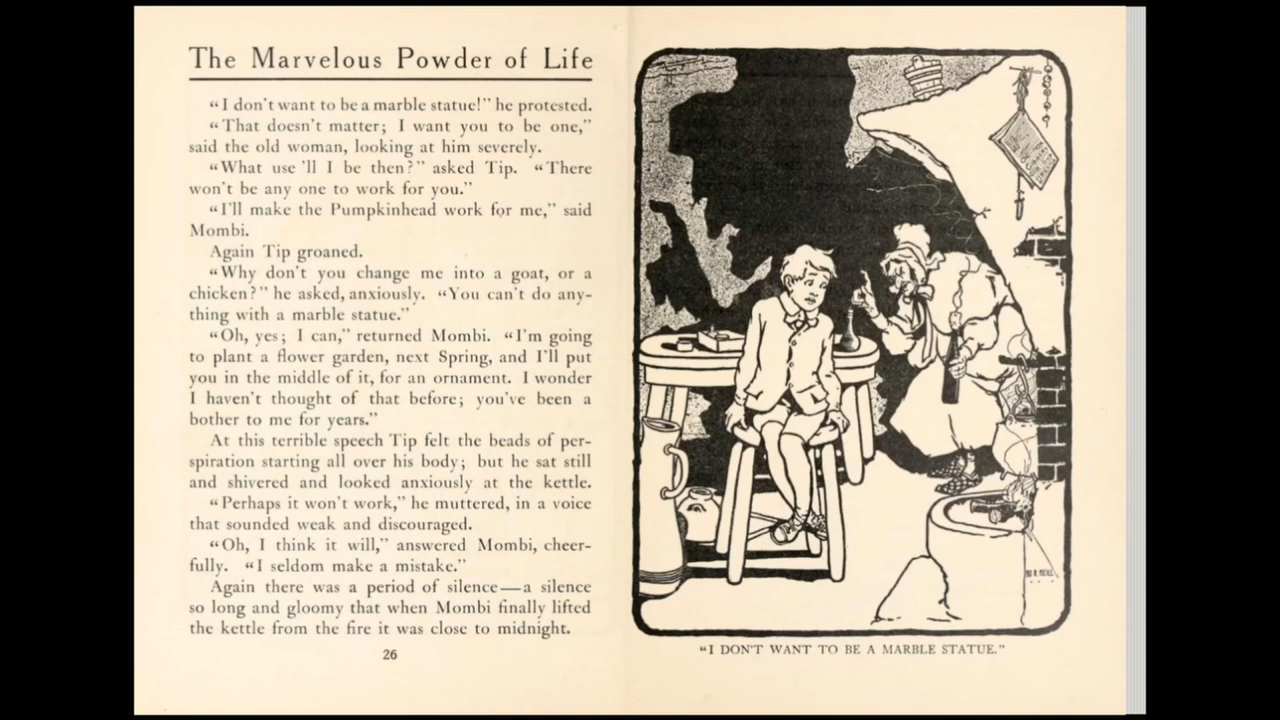 The Marvelous Powder of Life
“I don't want to be a marble statue!” he protested.
“That doesn't matter; I want you to be one,”
said the old woman, looking at him severely.
“What use 'll I be then?” asked Tip. “There
won't be any one to work for you.”
“I'll make the Pumpkinhead work for me,” said
Mombi.
Again Tip groaned.
“Why don't you change me into a goat, or a
chicken?” he asked, anxiously. “You can't do any-
thing with a marble statue.”
“Oh, yes; I can,” returned Mombi. “I'm going
to plant a flower garden, next Spring, and I'll put
you in the middle of it, for an ornament. I wonder
I haven't thought of that before; you've been a
bother to me for years.”
At this terrible speech Tip felt the beads of per-
spiration starting all over his body; but he sat still
and shivered and looked anxiously at the kettle.
“Perhaps it won't work,” he muttered, in a voice
that sounded weak and discouraged.
“Oh, I think it will,” answered Mombi, cheer-
fully. “I seldom make a mistake.”
Again there was a period of silence—a silence
so long and gloomy that when Mombi finally lifted
the kettle from the fire it was close to midnight.
26
“I DON'T WANT TO BE A MARBLE STATUE.”